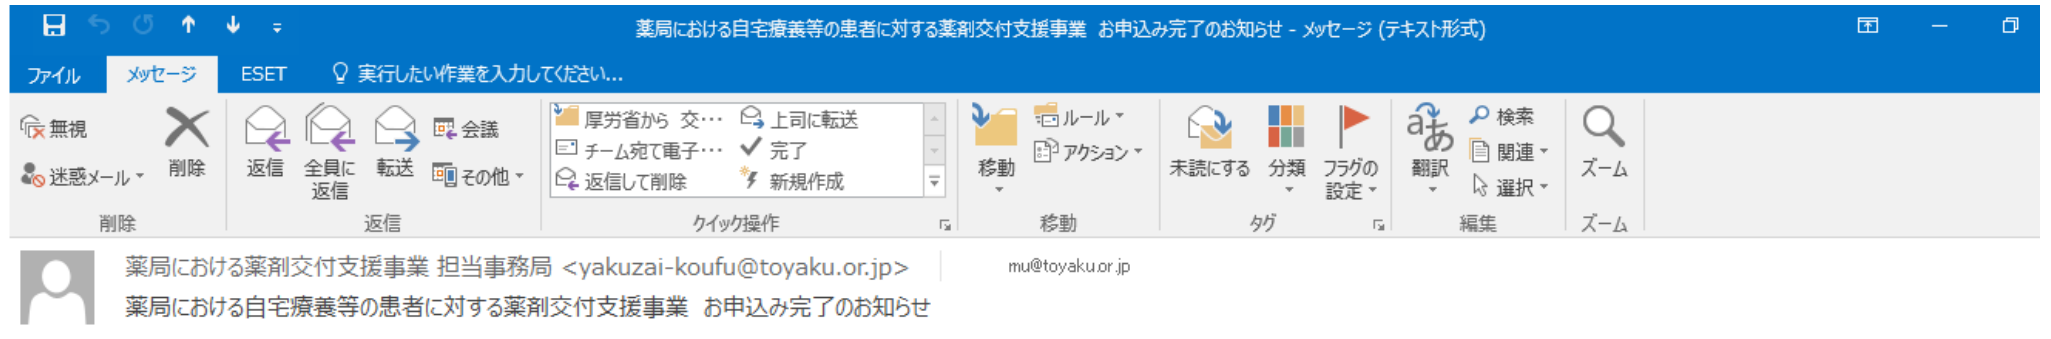 薬局における自宅療養等の患者に対する薬剤交付支援事業 お申込み完了のお知らせ - メッセージ (テキスト形式)
ファイル メッセージ ESET 実行したい作業を入力してください...
無視
迷惑メール
削除
削除
返信
全員に
返信
転送
会議
その他
返信
厚労省から 交… 上司に転送
チーム宛て電子… 完了
返信して削除 新規作成
クイック操作
移動
ルール
アクション
移動
未読にする
分類
フラグの
設定
タグ
翻訳
検索
関連
選択
編集
ズーム
ズーム
薬局における薬剤交付支援事業 担当事務局 <yakuzai-koufu@toyaku.or.jp>
mu@toyaku.or.jp
薬局における自宅療養等の患者に対する薬剤交付支援事業 お申込み完了のお知らせ